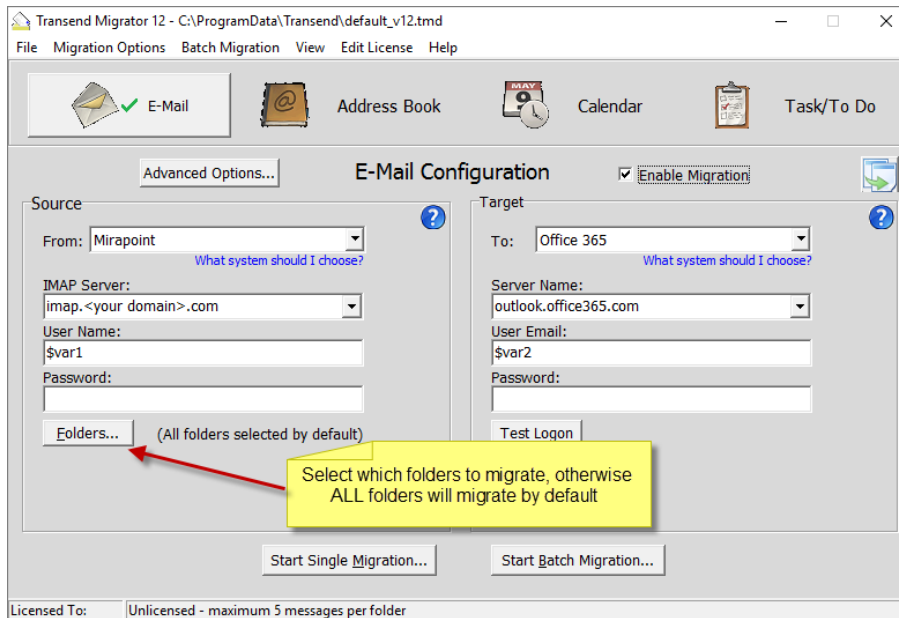 Transend Migrator 12 - C:\ProgramData\Transend\default_v12.tmd
File Migration Options Batch Migration View Edit License Help
E-Mail
Address Book
MAY
9
Calendar
Task/To Do
Advanced Options...
E-Mail Configuration
Enable Migration
Source
From: Mirapoint
What system should I choose?
IMAP Server:
imap.<your domain>.com
User Name:
$var1
Password:
Folders... (All folders selected by default)
Target
To: Office 365
What system should I choose?
Server Name:
outlook.office365.com
User Email:
$var2
Password:
Test Logon
Select which folders to migrate, otherwise
ALL folders will migrate by default
Start Single Migration...
Start Batch Migration...
Licensed To: Unlicensed - maximum 5 messages per folder